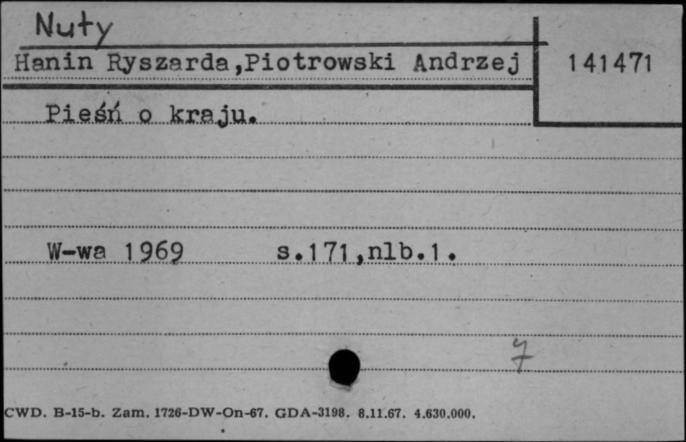 Nuty
Hanin Ryszarda,Piotrowski Andrzej
141471
Pieśń o kraju.
W-wa 1969 s.171,nlb.1.
7
CWD. B-15-b. Zam. 1726-DW-On-67. GDA-3198. 8.11.67. 4.630.000.